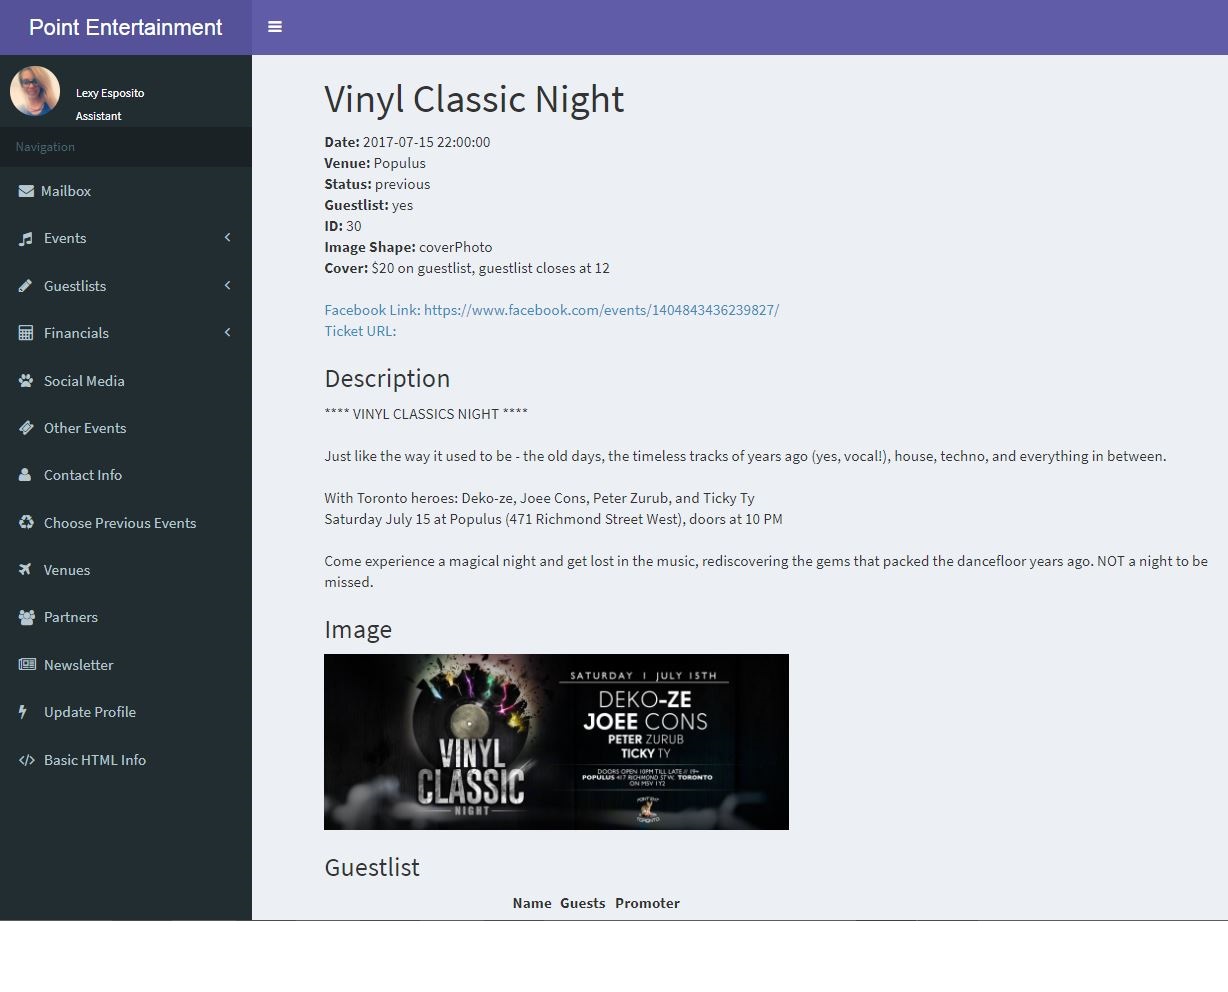 Point Entertainment
Lexy Esposito
Assistant
Navigation
Mailbox
Events
Guestlists
Financials
Social Media
Other Events
Contact Info
Choose Previous Events
Venues
Partners
Newsletter
Update Profile
Basic HTML Info
Vinyl Classic Night
Date: 2017-07-15 22:00:00
Venue: Populus
Status: previous
Guestlist: yes
ID: 30
Image Shape: coverPhoto
Cover: $20 on guestlist, guestlist closes at 12
Facebook Link: https://www.facebook.com/events/1404843436239827/
Ticket URL:
Description
**** VINYL CLASSICS NIGHT ****
Just like the way it used to be - the old days, the timeless tracks of years ago (yes, vocal!), house, techno, and everything in between.
With Toronto heroes: Deko-ze, Joee Cons, Peter Zurub, and Ticky Ty
Saturday July 15 at Populus (471 Richmond Street West), doors at 10 PM
Come experience a magical night and get lost in the music, rediscovering the gems that packed the dancefloor years ago. NOT a night to be
missed.
Image
VINYL
CLASSIC
NIGHT
SATURDAY | JULY 15TH
DEKO-ZE
JOEE CONS
PETER ZURUB
TICKY TY
DOORS OPEN 10PM TILL LATE // 19+
POPULUS 417 RICHMOND ST W, TORONTO
ON M5V 1Y2
TORONTO
Guestlist
Name Guests Promoter